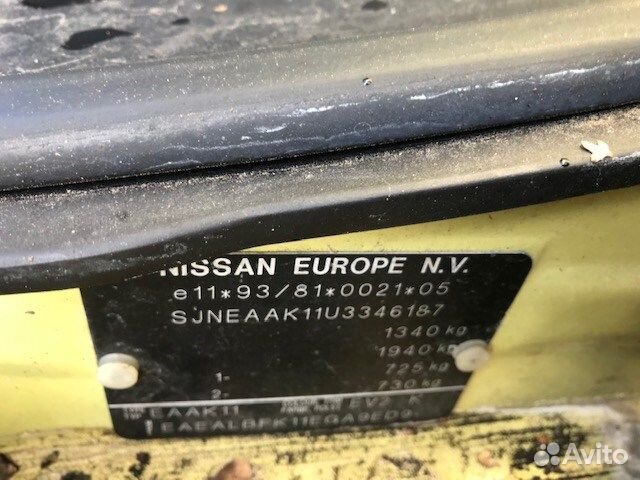 NISSAN EUROPE N.V.
e11*93/81*0021*05
SJNEAAK11U3346187
1340 kg
1940 kg
1- 725 kg
2- 730 kg
EAAK11 EV2 K
Avito